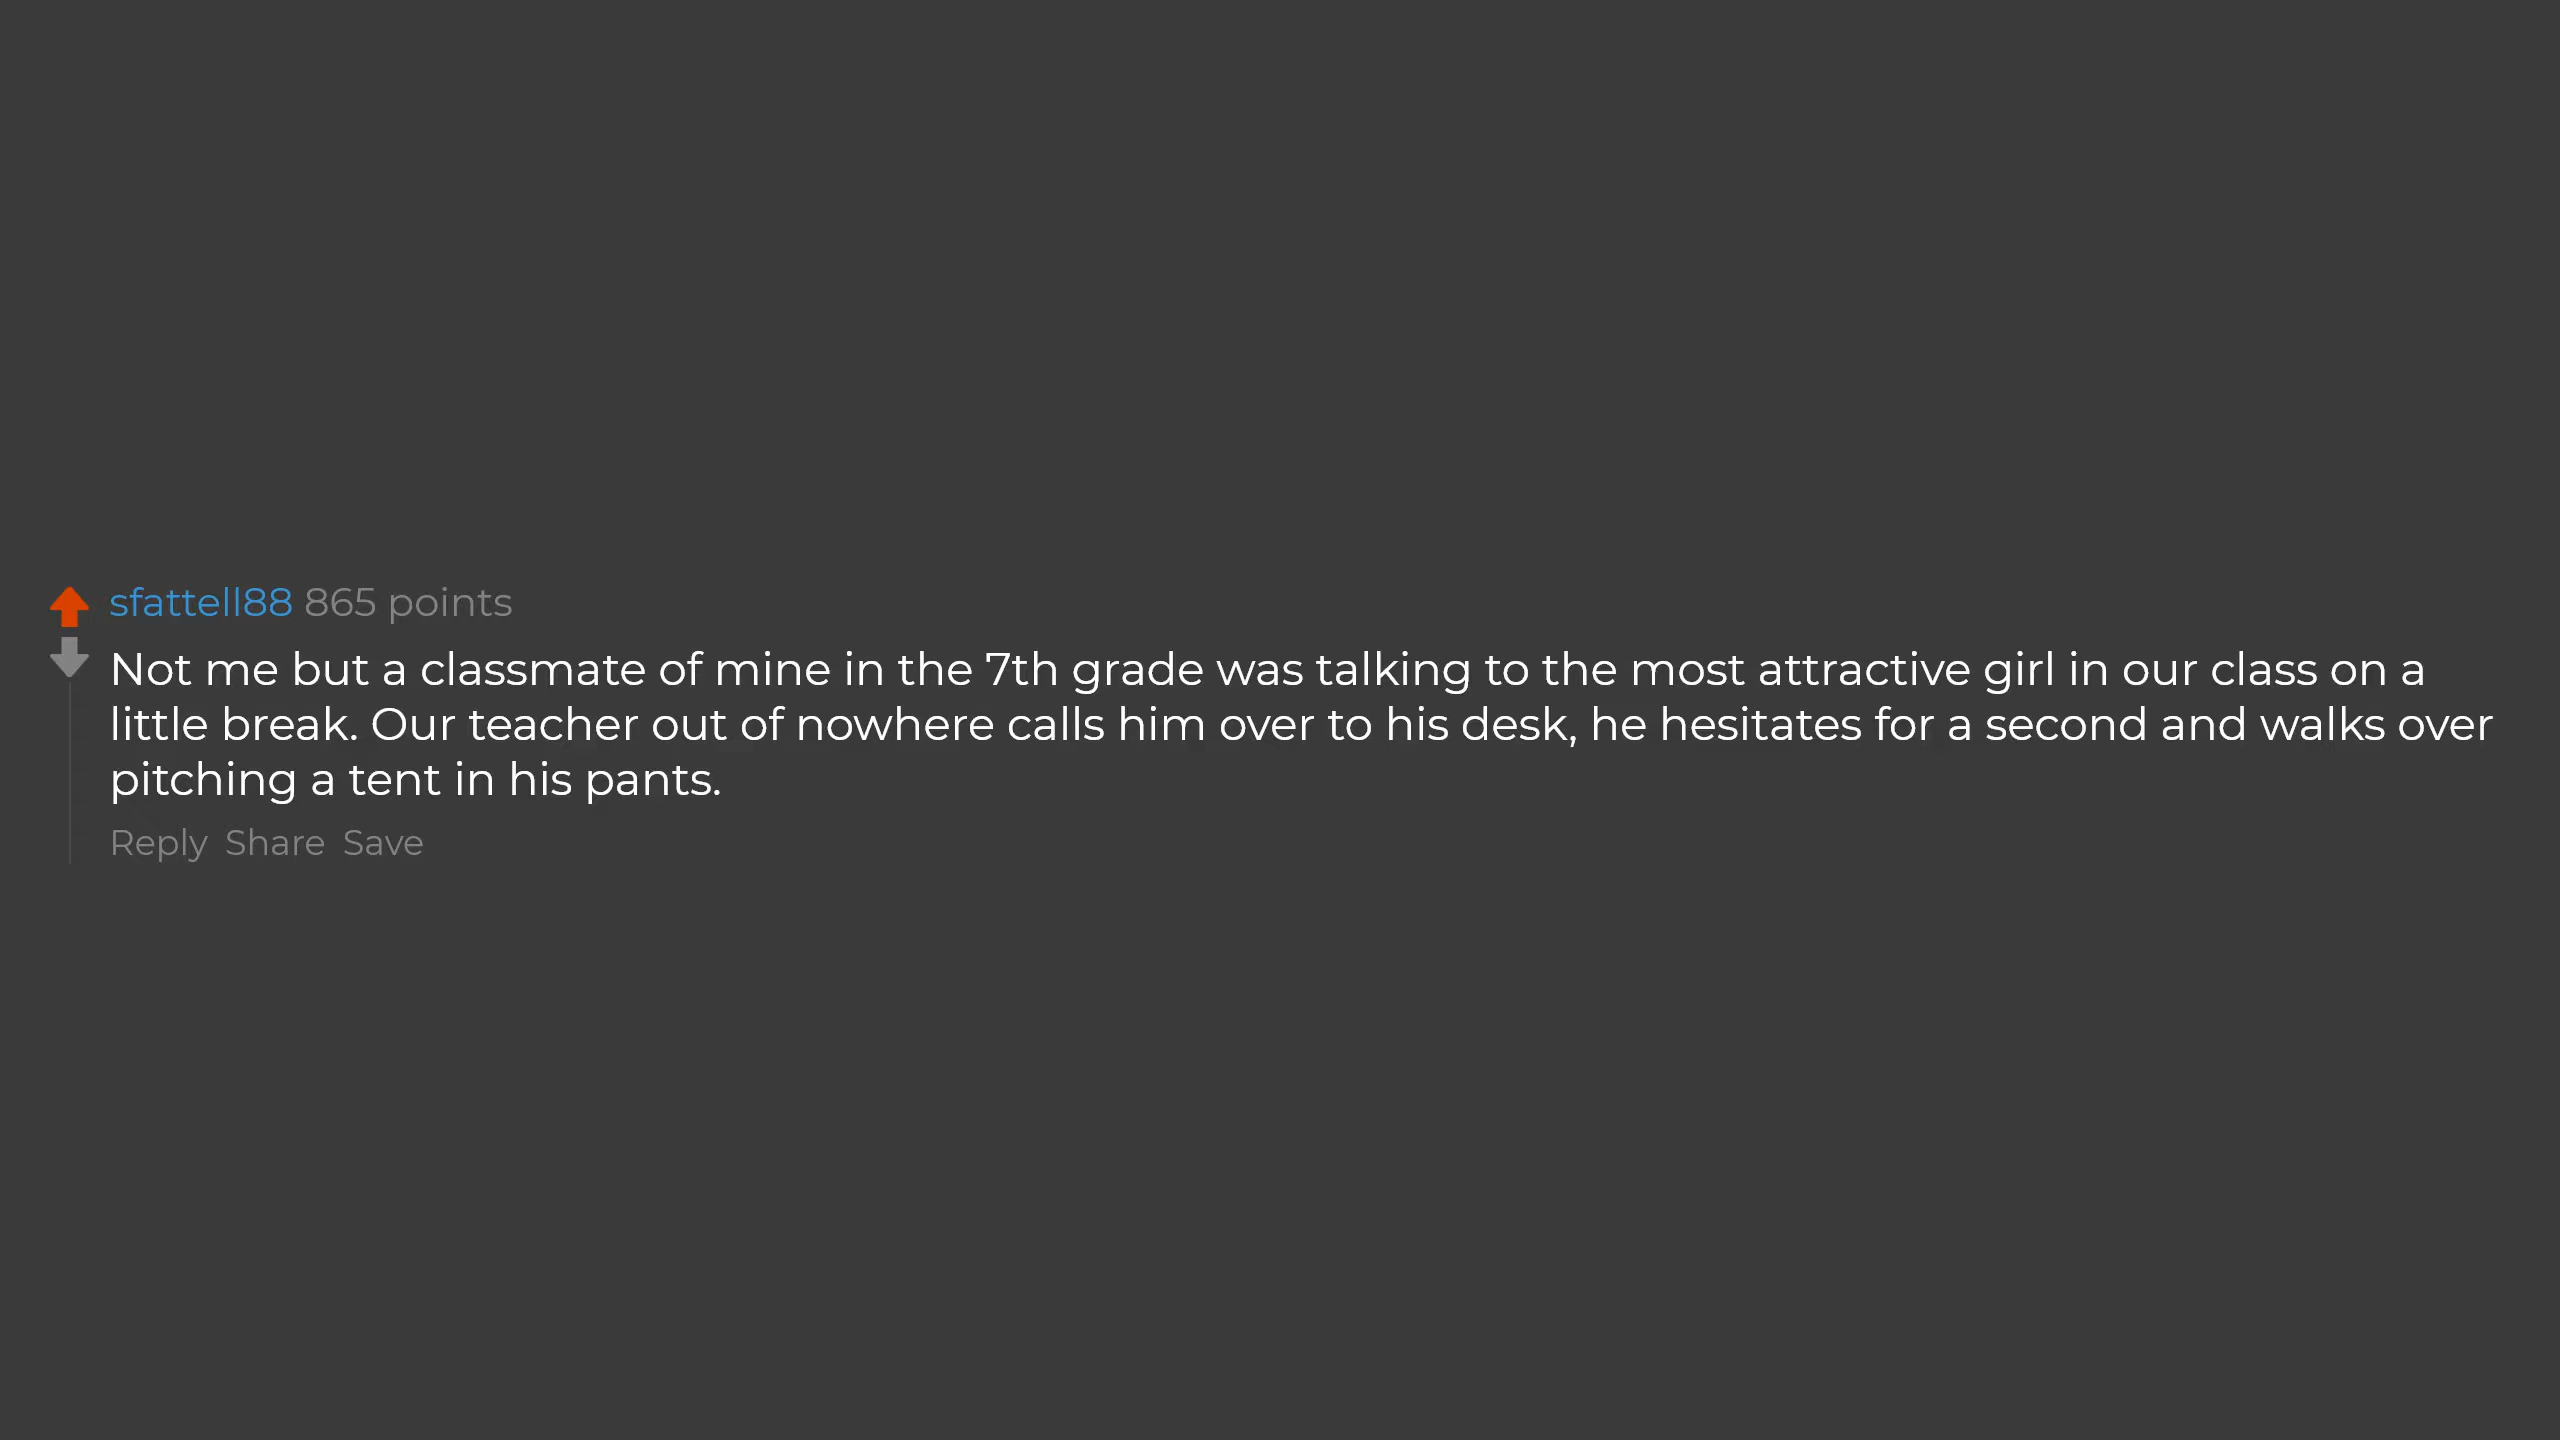 sfattell88 865 points
Not me but a classmate of mine in the 7th grade was talking to the most attractive girl in our class on a
little break. Our teacher out of nowhere calls him over to his desk, he hesitates for a second and walks over
pitching a tent in his pants.
Reply Share Save